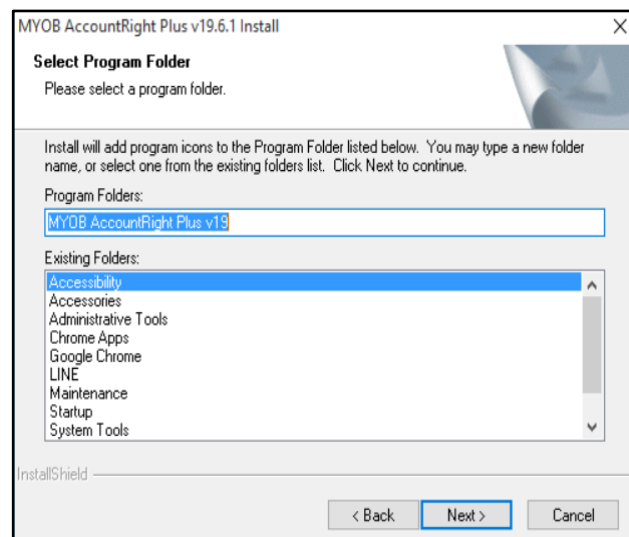 MYOB AccountRight Plus v19.6.1 Install
Select Program Folder
Please select a program folder.
Install will add program icons to the Program Folder listed below. You may type a new folder
name, or select one from the existing folders list. Click Next to continue.
Program Folders:
MYOB AccountRight Plus v19
Existing Folders:
Accessibility
Accessories
Administrative Tools
Chrome Apps
Google Chrome
LINE
Maintenance
Startup
System Tools
InstallShield
< Back Next > Cancel